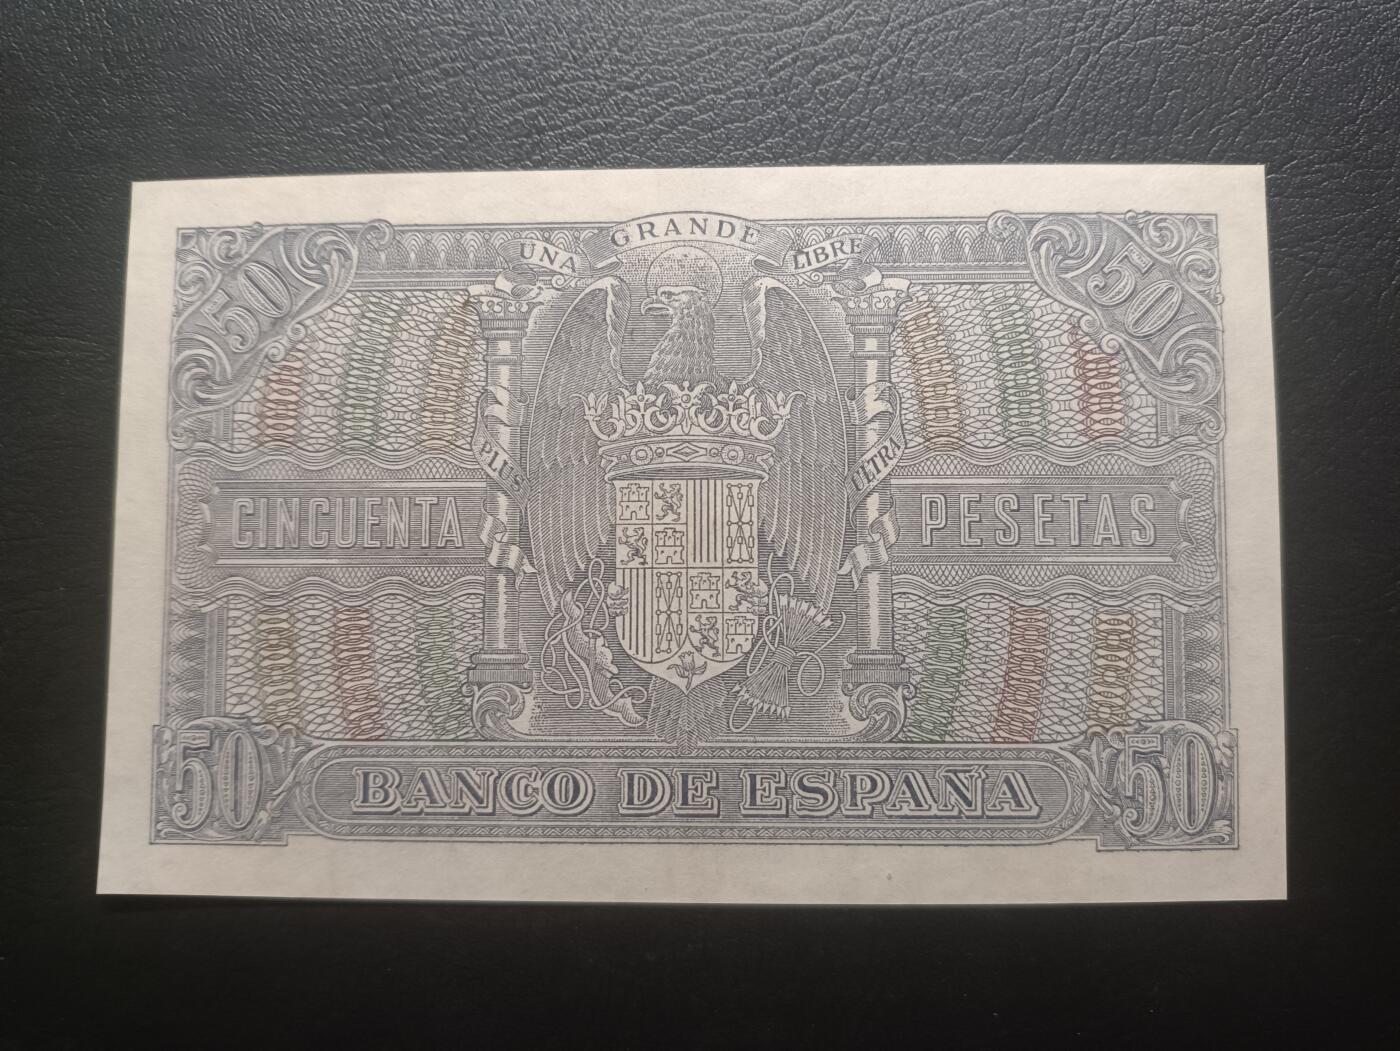 UNA GRANDE LIBRE
50 50
PLUS ULTRA
CINCUENTA PESETAS
50 50
BANCO DE ESPAÑA